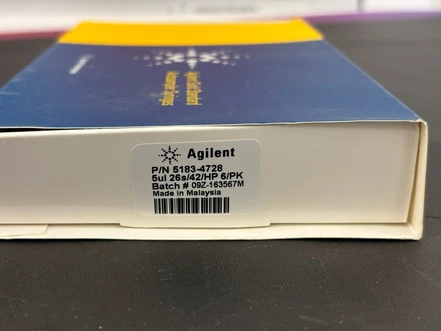 Agilent
P/N 5183-4728
5ul 26s/42/HP 6/PK
Batch # 09Z-163567M
Made in Malaysia